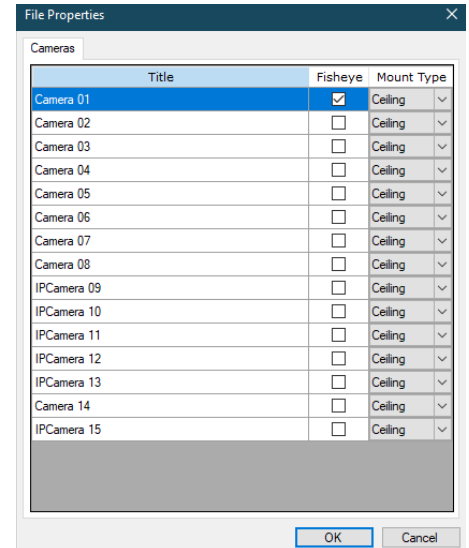 File Properties
Cameras
Title Fisheye Mount Type
Camera 01 Ceiling
Camera 02 Ceiling
Camera 03 Ceiling
Camera 04 Ceiling
Camera 05 Ceiling
Camera 06 Ceiling
Camera 07 Ceiling
Camera 08 Ceiling
IPCamera 09 Ceiling
IPCamera 10 Ceiling
IPCamera 11 Ceiling
IPCamera 12 Ceiling
IPCamera 13 Ceiling
Camera 14 Ceiling
IPCamera 15 Ceiling
OK Cancel